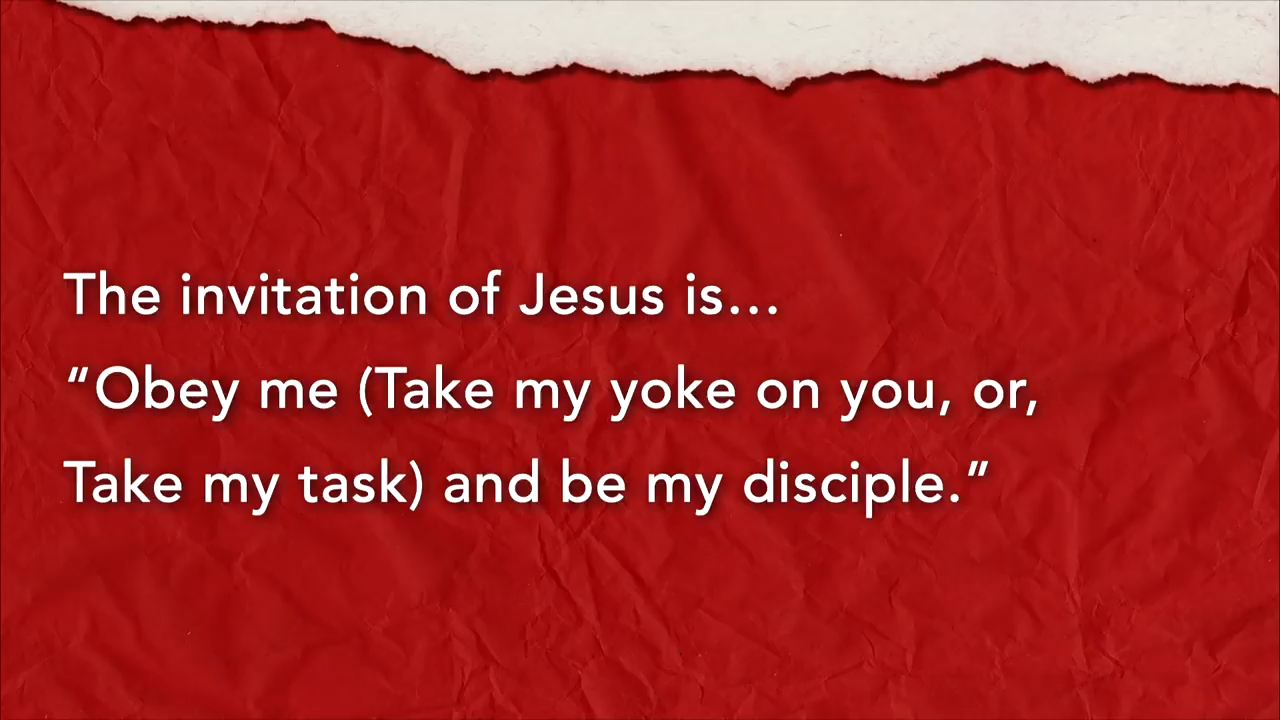 The invitation of Jesus is...
“Obey me (Take my yoke on you, or,
Take my task) and be my disciple.”